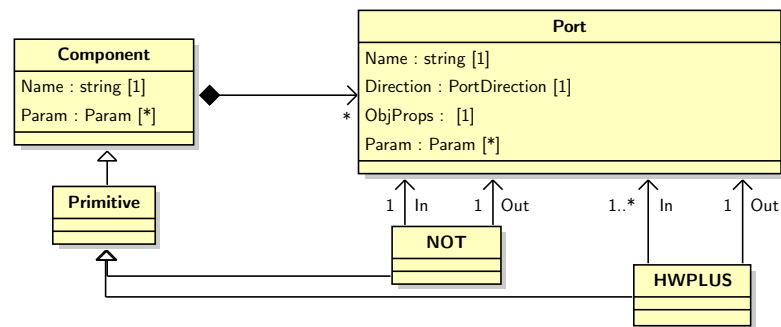 Port
Component
Name : string [1]
Param : Param [*]
Name : string [1]
Direction : PortDirection [1]
ObjProps : [1]
Param : Param [*]
*
Primitive
1 In
1 Out
1..* In
1 Out
NOT
HWPLUS